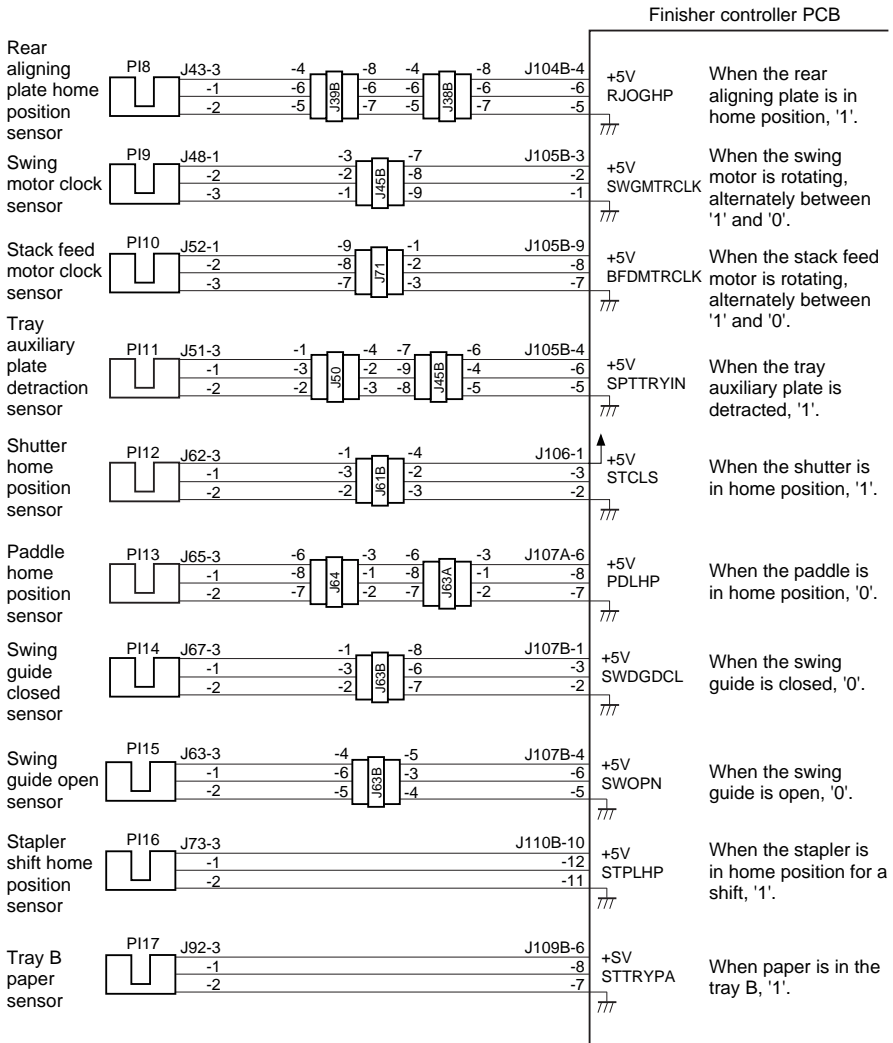 Finisher controller PCB
Rear
aligning
plate home
position
sensor
PI8
J43-3
-1
-2
-4
-6
-5
J39B
-8
-6
-7
-4
-6
-5
J38B
-8
-6
-7
J104B-4
-6
-5
+5V
RJOGHP
When the rear
aligning plate is in
home position, '1'.
Swing
motor clock
sensor
PI9
J48-1
-2
-3
-3
-2
-1
J45B
-7
-8
-9
J105B-3
-2
-1
+5V
SWGMTRCLK
When the swing
motor is rotating,
alternately between
'1' and '0'.
Stack feed
motor clock
sensor
PI10
J52-1
-2
-3
-9
-8
-7
J71
-1
-2
-3
J105B-9
-8
-7
+5V
BFDMTRCLK
When the stack feed
motor is rotating,
alternately between
'1' and '0'.
Tray
auxiliary
plate
detraction
sensor
PI11
J51-3
-1
-2
-1
-3
-2
J50
-4
-2
-3
-7
-9
-8
J45B
-6
-4
-5
J105B-4
-6
-5
+5V
SPTTRYIN
When the tray
auxiliary plate is
detracted, '1'.
Shutter
home
position
sensor
PI12
J62-3
-1
-2
-1
-3
-2
J61B
-4
-2
-3
J106-1
-3
-2
+5V
STCLS
When the shutter is
in home position, '1'.
Paddle
home
position
sensor
PI13
J65-3
-1
-2
-6
-8
-7
J64
-3
-1
-2
-6
-8
-7
J63A
-3
-1
-2
J107A-6
-8
-7
+5V
PDLHP
When the paddle is
in home position, '0'.
Swing
guide
closed
sensor
PI14
J67-3
-1
-2
-1
-3
-2
J63B
-8
-6
-7
J107B-1
-3
-2
+5V
SWDGDCL
When the swing
guide is closed, '0'.
Swing
guide open
sensor
PI15
J63-3
-1
-2
-4
-6
-5
J63B
-5
-3
-4
J107B-4
-6
-5
+5V
SWOPN
When the swing
guide is open, '0'.
Stapler
shift home
position
sensor
PI16
J73-3
-1
-2
J110B-10
-12
-11
+5V
STPLHP
When the stapler is
in home position for a
shift, '1'.
Tray B
paper
sensor
PI17
J92-3
-1
-2
J109B-6
-8
-7
+SV
STTRYPA
When paper is in the
tray B, '1'.